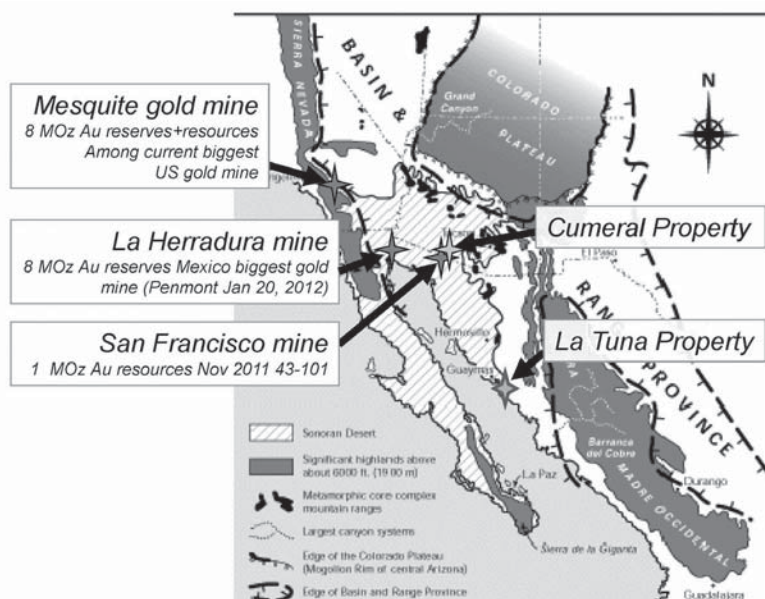 SIERRA NEVADA
BASIN &
COLORADO
PLATEAU
Grand
Canyon
N
Mesquite gold mine
8 MOz Au reserves+resources
Among current biggest
US gold mine
La Herradura mine
8 MOz Au reserves Mexico biggest gold
mine (Penmont Jan 20, 2012)
San Francisco mine
1 MOz Au resources Nov 2011 43-101
Cumeral Property
El Paso
La Tuna Property
RANGE PROVINCE
Hermosillo
Guaymas
Barranca
del Cobre
MADRE OCCIDENTAL
Durango
Guadalajara
La Paz
Sierra de la Giganta
Sonoran Desert
Significant highlands above
about 6000 ft. (19 00 m)
Metamorphic core complex
mountain ranges
Largest canyon systems
Edge of the Colorado Plateau
(Mogollon Rim of central Arizona)
Edge of Basin and Range Province